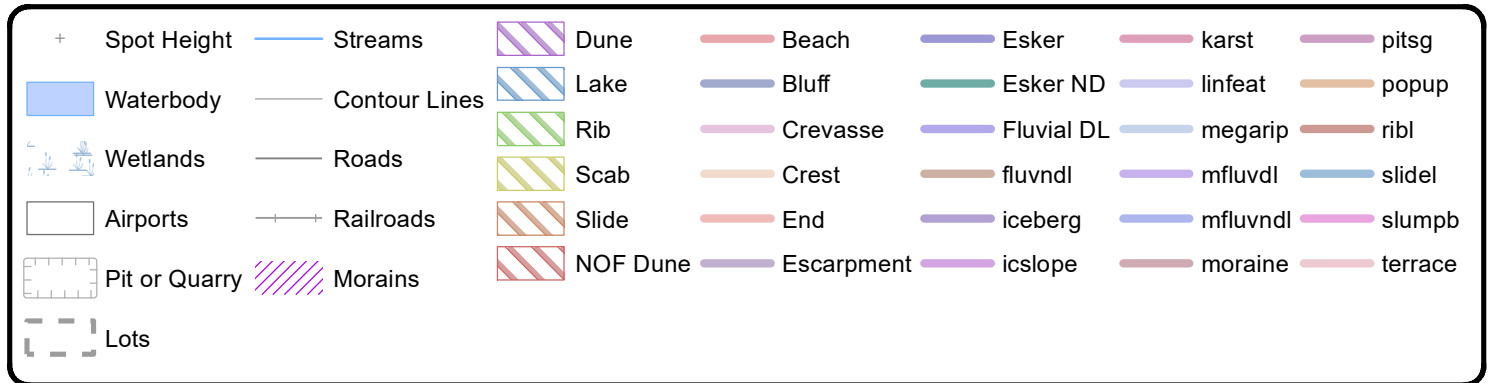 Spot Height
Waterbody
Wetlands
Airports
Pit or Quarry
Lots
Streams
Contour Lines
Roads
Railroads
Morains
Dune
Lake
Rib
Scab
Slide
NOF Dune
Beach
Bluff
Crevasse
Crest
End
Escarpment
Esker
Esker ND
Fluvial DL
fluvndl
iceberg
icslope
karst
linfeat
megarip
mfluvdl
mfluvndl
moraine
pitsg
popup
ribl
slidel
slumpb
terrace